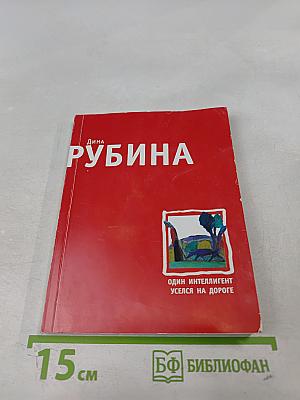 Дина
РУБИНА
ОДИН ИНТЕЛЛИГЕНТ
УСЕЛСЯ НА ДОРОГЕ
15 см
БФ БИБЛИОФАН